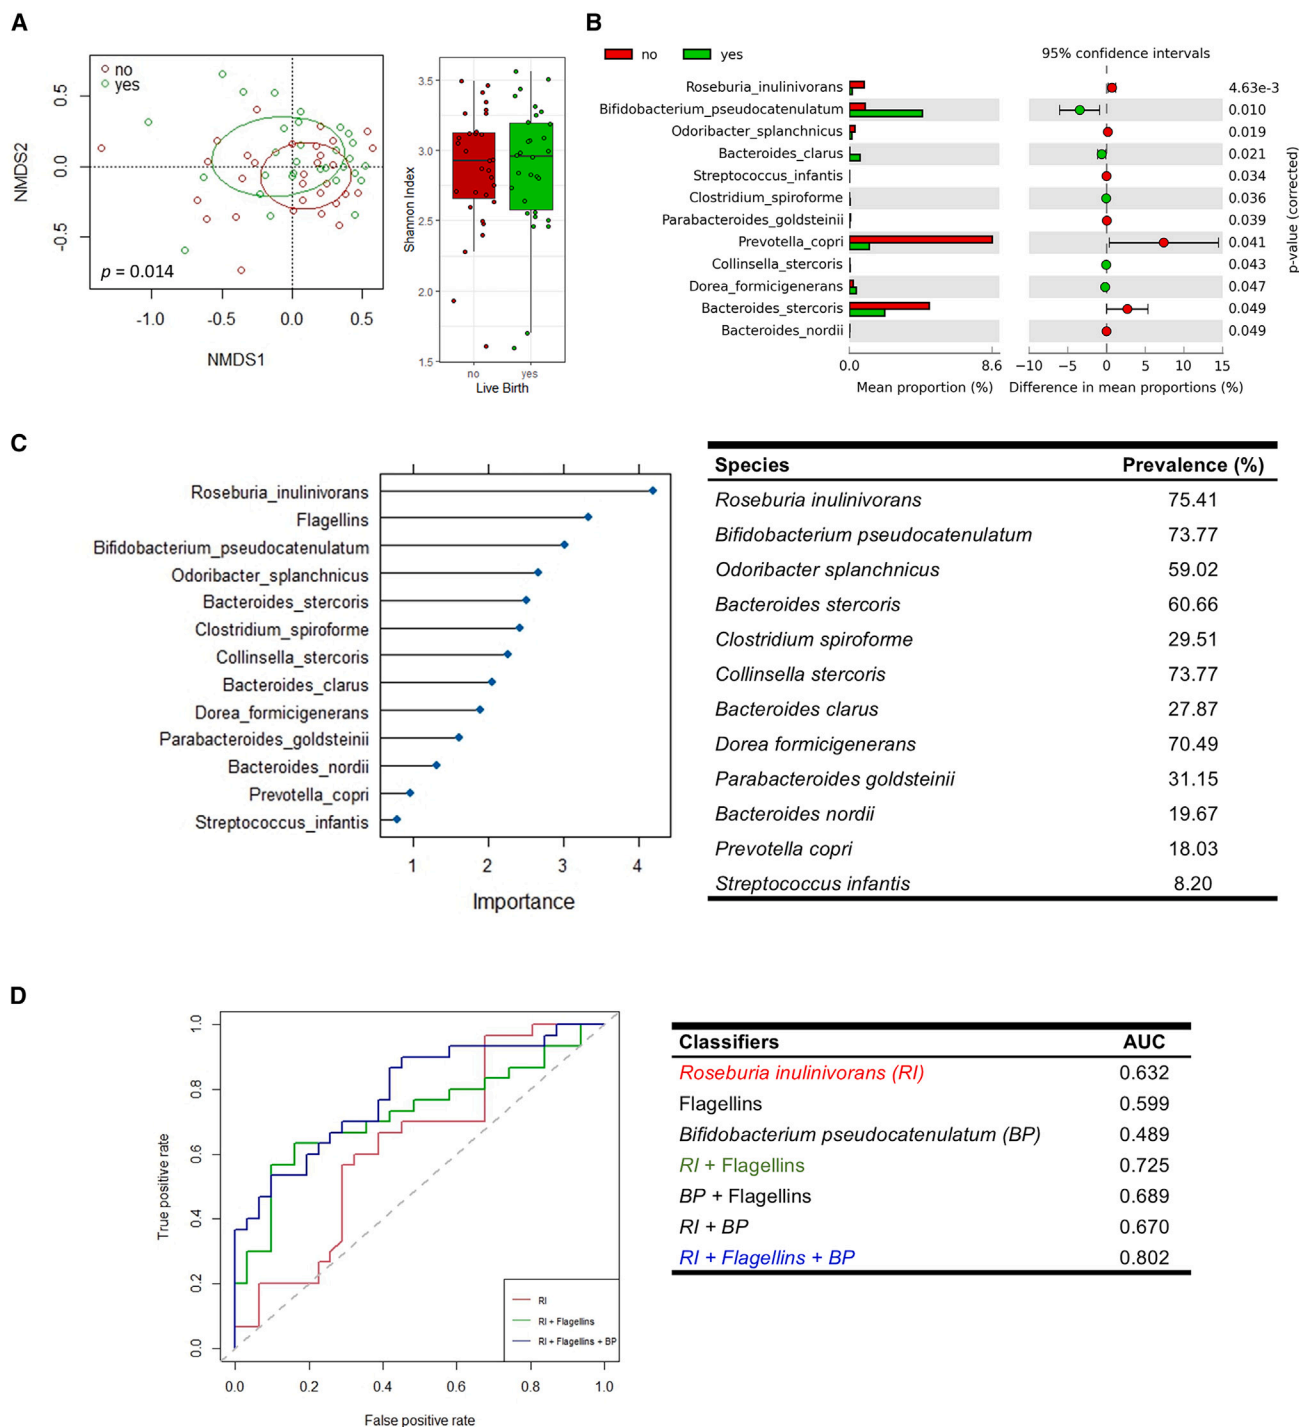 A
no
yes
0.5
0.0
-0.5
NMDS2
p = 0.014
-1.0
-0.5
0.0
0.5
NMDS1
3.5
3.0
2.5
2.0
1.5
Shannon Index
no
yes
Live Birth
B
no
yes
95% confidence intervals
Roseburia_inulinivorans
4.63e-3
Bifidobacterium_pseudocatenulatum
0.010
Odoribacter_splanchnicus
0.019
Bacteroides_clarus
0.021
Streptococcus_infantis
0.034
Clostridium_spiroforme
0.036
Parabacteroides_goldsteinii
0.039
Prevotella_copri
0.041
Collinsella_stercoris
0.043
Dorea_formicigenerans
0.047
Bacteroides_stercoris
0.049
Bacteroides_nordii
0.049
p-value (corrected)
0.0
8.6
−10
−5
0
5
10
15
Mean proportion (%)
Difference in mean proportions (%)
C
Roseburia_inulinivorans
Flagellins
Bifidobacterium_pseudocatenulatum
Odoribacter_splanchnicus
Bacteroides_stercoris
Clostridium_spiroforme
Collinsella_stercoris
Bacteroides_clarus
Dorea_formicigenerans
Parabacteroides_goldsteinii
Bacteroides_nordii
Prevotella_copri
Streptococcus_infantis
1
2
3
4
Importance
Species Prevalence (%)
Roseburia inulinivorans 75.41
Bifidobacterium pseudocatenulatum 73.77
Odoribacter splanchnicus 59.02
Bacteroides stercoris 60.66
Clostridium spiroforme 29.51
Collinsella stercoris 73.77
Bacteroides clarus 27.87
Dorea formicigenerans 70.49
Parabacteroides goldsteinii 31.15
Bacteroides nordii 19.67
Prevotella copri 18.03
Streptococcus infantis 8.20
D
1.0
0.8
0.6
0.4
0.2
0.0
True positive rate
RI
RI + Flagellins
RI + Flagellins + BP
0.0
0.2
0.4
0.6
0.8
1.0
False positive rate
Classifiers AUC
Roseburia inulinivorans (RI) 0.632
Flagellins 0.599
Bifidobacterium pseudocatenulatum (BP) 0.489
RI + Flagellins 0.725
BP + Flagellins 0.689
RI + BP 0.670
RI + Flagellins + BP 0.802